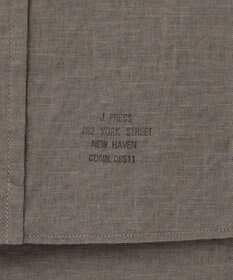 J. PRESS
262 YORK STREET
NEW HAVEN
CONN. 06511